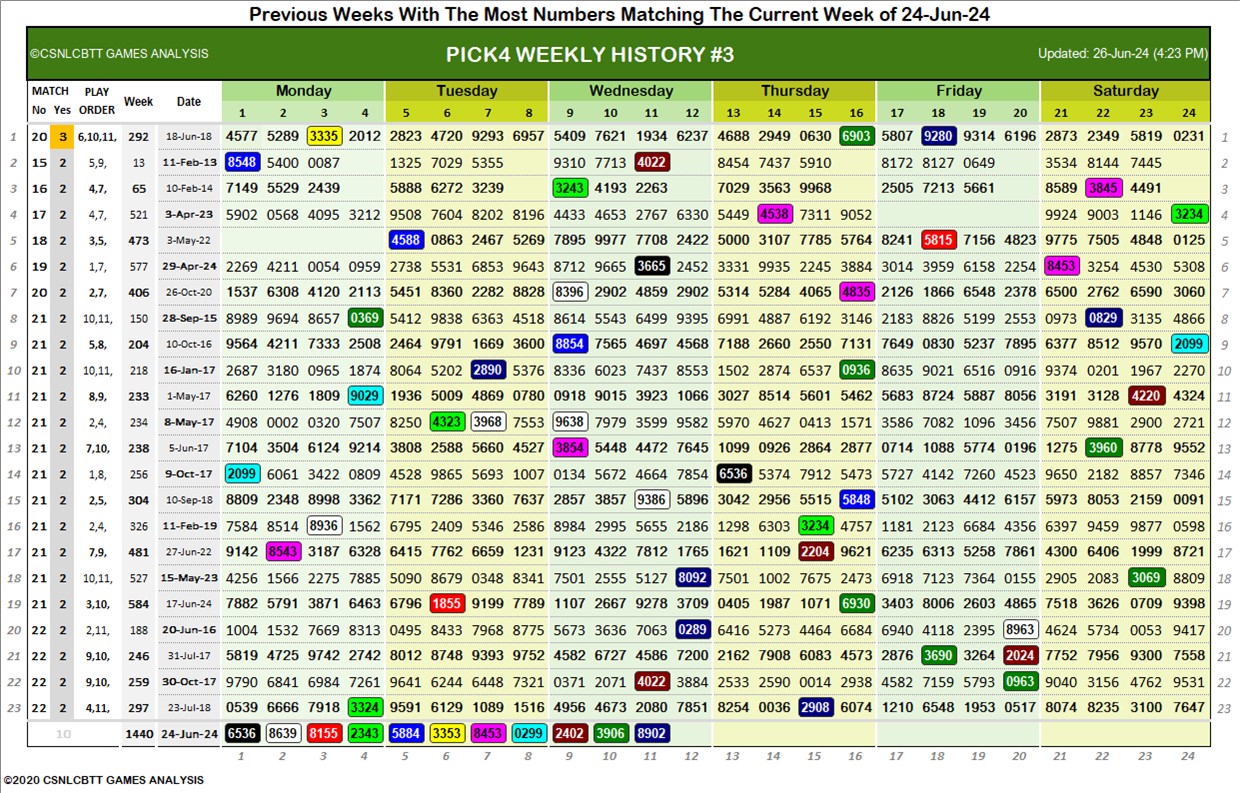 Previous Weeks With The Most Numbers Matching The Current Week of 24-Jun-24
©CSNLCBTT GAMES ANALYSIS PICK4 WEEKLY HISTORY #3 Updated: 26-Jun-24 (4:23 PM)
MATCH PLAY Week Date Monday Tuesday Wednesday Thursday Friday Saturday
No Yes ORDER 1 2 3 4 5 6 7 8 9 10 11 12 13 14 15 16 17 18 19 20 21 22 23 24
1 20 3 6,10,11, 292 18-Jun-18 4577 5289 3335 2012 2823 4720 9293 6957 5409 7621 1934 6237 4688 2949 0630 6903 5807 9280 9314 6196 2873 2349 5819 0231 1
2 15 2 5,9, 13 11-Feb-13 8548 5400 0087 1325 7029 5355 9310 7713 4022 8454 7437 5910 8172 8127 0649 3534 8144 7445 2
3 16 2 4,7, 65 10-Feb-14 7149 5529 2439 5888 6272 3239 3243 4193 2263 7029 3563 9968 2505 7213 5661 8589 3845 4491 3
4 17 2 4,7, 521 3-Apr-23 5902 0568 4095 3212 9508 7604 8202 8196 4433 4653 2767 6330 5449 4538 7311 9052 9924 9003 1146 3234 4
5 18 2 3,5, 473 3-May-22 4588 0863 2467 5269 7895 9977 7708 2422 5000 3107 7785 5764 8241 5815 7156 4823 9775 7505 4848 0125 5
6 19 2 1,7, 577 29-Apr-24 2269 4211 0054 0959 2738 5531 6853 9643 8712 9665 3665 2452 3331 9935 2245 3884 3014 3959 6158 2254 8453 3254 4530 5308 6
7 20 2 2,7, 406 26-Oct-20 1537 6308 4120 2113 5451 8360 2282 8828 8396 2902 4859 2902 5314 5284 4065 4835 2126 1866 6548 2378 6500 2762 6590 3060 7
8 21 2 10,11, 150 28-Sep-15 8989 9694 8657 0369 5412 9838 6363 4518 8614 5543 6499 9395 6991 4887 6192 3146 2183 8826 5199 2553 0973 0829 3135 4866 8
9 21 2 5,8, 204 10-Oct-16 9564 4211 7333 2508 2464 9791 1669 3600 8854 7565 4697 4568 7188 2660 2550 7131 7649 0830 5237 7895 6377 8512 9570 2099 9
10 21 2 10,11, 218 16-Jan-17 2687 3180 0965 1874 8064 5202 2890 5376 8336 6023 7437 8553 1502 2874 6537 0936 8635 9021 6516 0916 9374 0201 1967 2270 10
11 21 2 8,9, 233 1-May-17 6260 1276 1809 9029 1936 5009 4869 0780 0918 9015 3923 1066 3027 8514 5601 5462 5683 8724 5887 8056 3191 3128 4220 4324 11
12 21 2 2,4, 234 8-May-17 4908 0002 0320 7507 8250 4323 3968 7553 9638 7979 3599 9582 5970 4627 0413 1571 3586 7082 1096 3456 7507 9881 2900 2721 12
13 21 2 7,10, 238 5-Jun-17 7104 3504 6124 9214 3808 2588 5660 4527 3854 5448 4472 7645 1099 0926 2864 2877 0714 1088 5774 4196 1275 3960 8778 9552 13
14 21 2 1,8, 256 9-Oct-17 2099 6061 3422 0809 4528 9865 5693 1007 0134 5672 4664 7854 6536 5374 7912 5473 5727 4142 7260 4523 9650 2182 8857 7346 14
15 21 2 2,5, 304 10-Sep-18 8809 2348 8998 3362 7171 7286 3360 7637 2857 3857 9386 5896 3042 2956 5515 5848 5102 3063 4412 6157 5973 8053 2159 0091 15
16 21 2 2,4, 326 11-Feb-19 7584 8514 8936 1562 6795 2409 5346 2586 8984 2995 5655 2186 1298 6303 3234 4757 1181 2123 6684 4356 6397 9459 9877 0598 16
17 21 2 7,9, 481 27-Jun-22 9142 8543 3187 6328 6415 7762 6659 1231 9123 4322 7812 1765 1621 1109 2204 9621 6235 6313 5258 7861 4300 6406 1999 8721 17
18 21 2 10,11, 527 15-May-23 4256 1566 2275 7885 5090 8679 0348 8341 7501 2555 5127 8092 7501 1002 7675 2473 6918 7123 7364 0155 2905 2083 3069 8809 18
19 21 2 3,10, 584 17-Jun-24 7882 5791 3871 6463 6796 1855 9199 7789 1107 2667 9278 3709 0405 1987 1071 6930 3403 8006 2603 4865 7518 3626 0709 9398 19
20 22 2 2,11, 188 20-Jun-16 1004 1532 7669 8313 0495 8433 7968 8775 5673 3636 7063 0289 6416 5273 4464 6684 6940 4118 2395 8963 4624 5734 0053 9417 20
21 22 2 9,10, 246 31-Jul-17 5819 4725 4970 2742 8012 8748 9393 9752 4582 6727 4586 7200 2162 7908 6083 4573 2876 3690 3264 2024 7752 7956 9300 7558 21
22 22 2 9,10, 259 30-Oct-17 9790 6841 6984 7261 9641 6244 6448 7321 0371 2071 4022 3884 2533 2590 0014 2938 4582 7159 5793 0963 9040 3156 4762 9531 22
23 22 2 4,11, 297 23-Jul-18 0539 6666 7918 3324 9591 6129 1089 1516 4956 4673 2080 7851 8254 0036 2908 6074 1210 6548 1953 0517 8074 8235 3100 7647 23
10 1440 24-Jun-24 6536 8639 8155 2343 5884 3353 8453 0299 2402 3906 8902
1 2 3 4 5 6 7 8 9 10 11 12 13 14 15 16 17 18 19 20 21 22 23 24
©2020 CSNLCBTT GAMES ANALYSIS